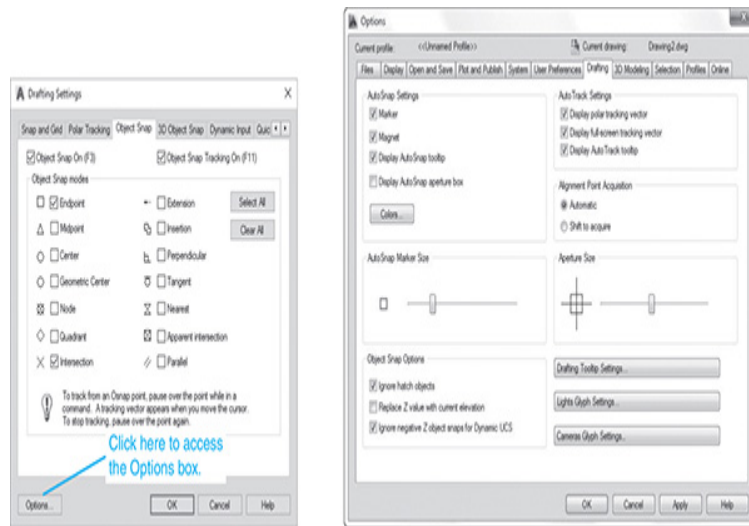 Drafting Settings
Snap and Grid Polar Tracking Object Snap 3D Object Snap Dynamic Input Quic
Object Snap On (F3) Object Snap Tracking On (F11)
Object Snap modes
Endpoint Extension Select All
Midpoint Insertion Clear All
Center Perpendicular
Geometric Center Tangent
Node Nearest
Quadrant Apparent intersection
Intersection Parallel
To track from an Osnap point, pause over the point while in a
command. A tracking vector appears when you move the cursor.
To stop tracking, pause over the point again.
Click here to access
the Options box.
Options... OK Cancel Help
Options
Current profile: <<Unnamed Profile>> Current drawing: Drawing2.dwg
Files Display Open and Save Plot and Publish System User Preferences Drafting 3D Modeling Selection Profiles Online
AutoSnap Settings
Marker
Magnet
Display AutoSnap tooltip
Display AutoSnap aperture box
Colors...
AutoTrack Settings
Display polar tracking vector
Display full-screen tracking vector
Display AutoTrack tooltip
Alignment Point Acquisition
Automatic
Shift to acquire
AutoSnap Marker Size
Aperture Size
Object Snap Options
Ignore hatch objects
Replace Z value with current elevation
Ignore negative Z object snaps for Dynamic UCS
Drafting Tooltip Settings...
Lights Glyph Settings...
Cameras Glyph Settings...
OK Cancel Apply Help